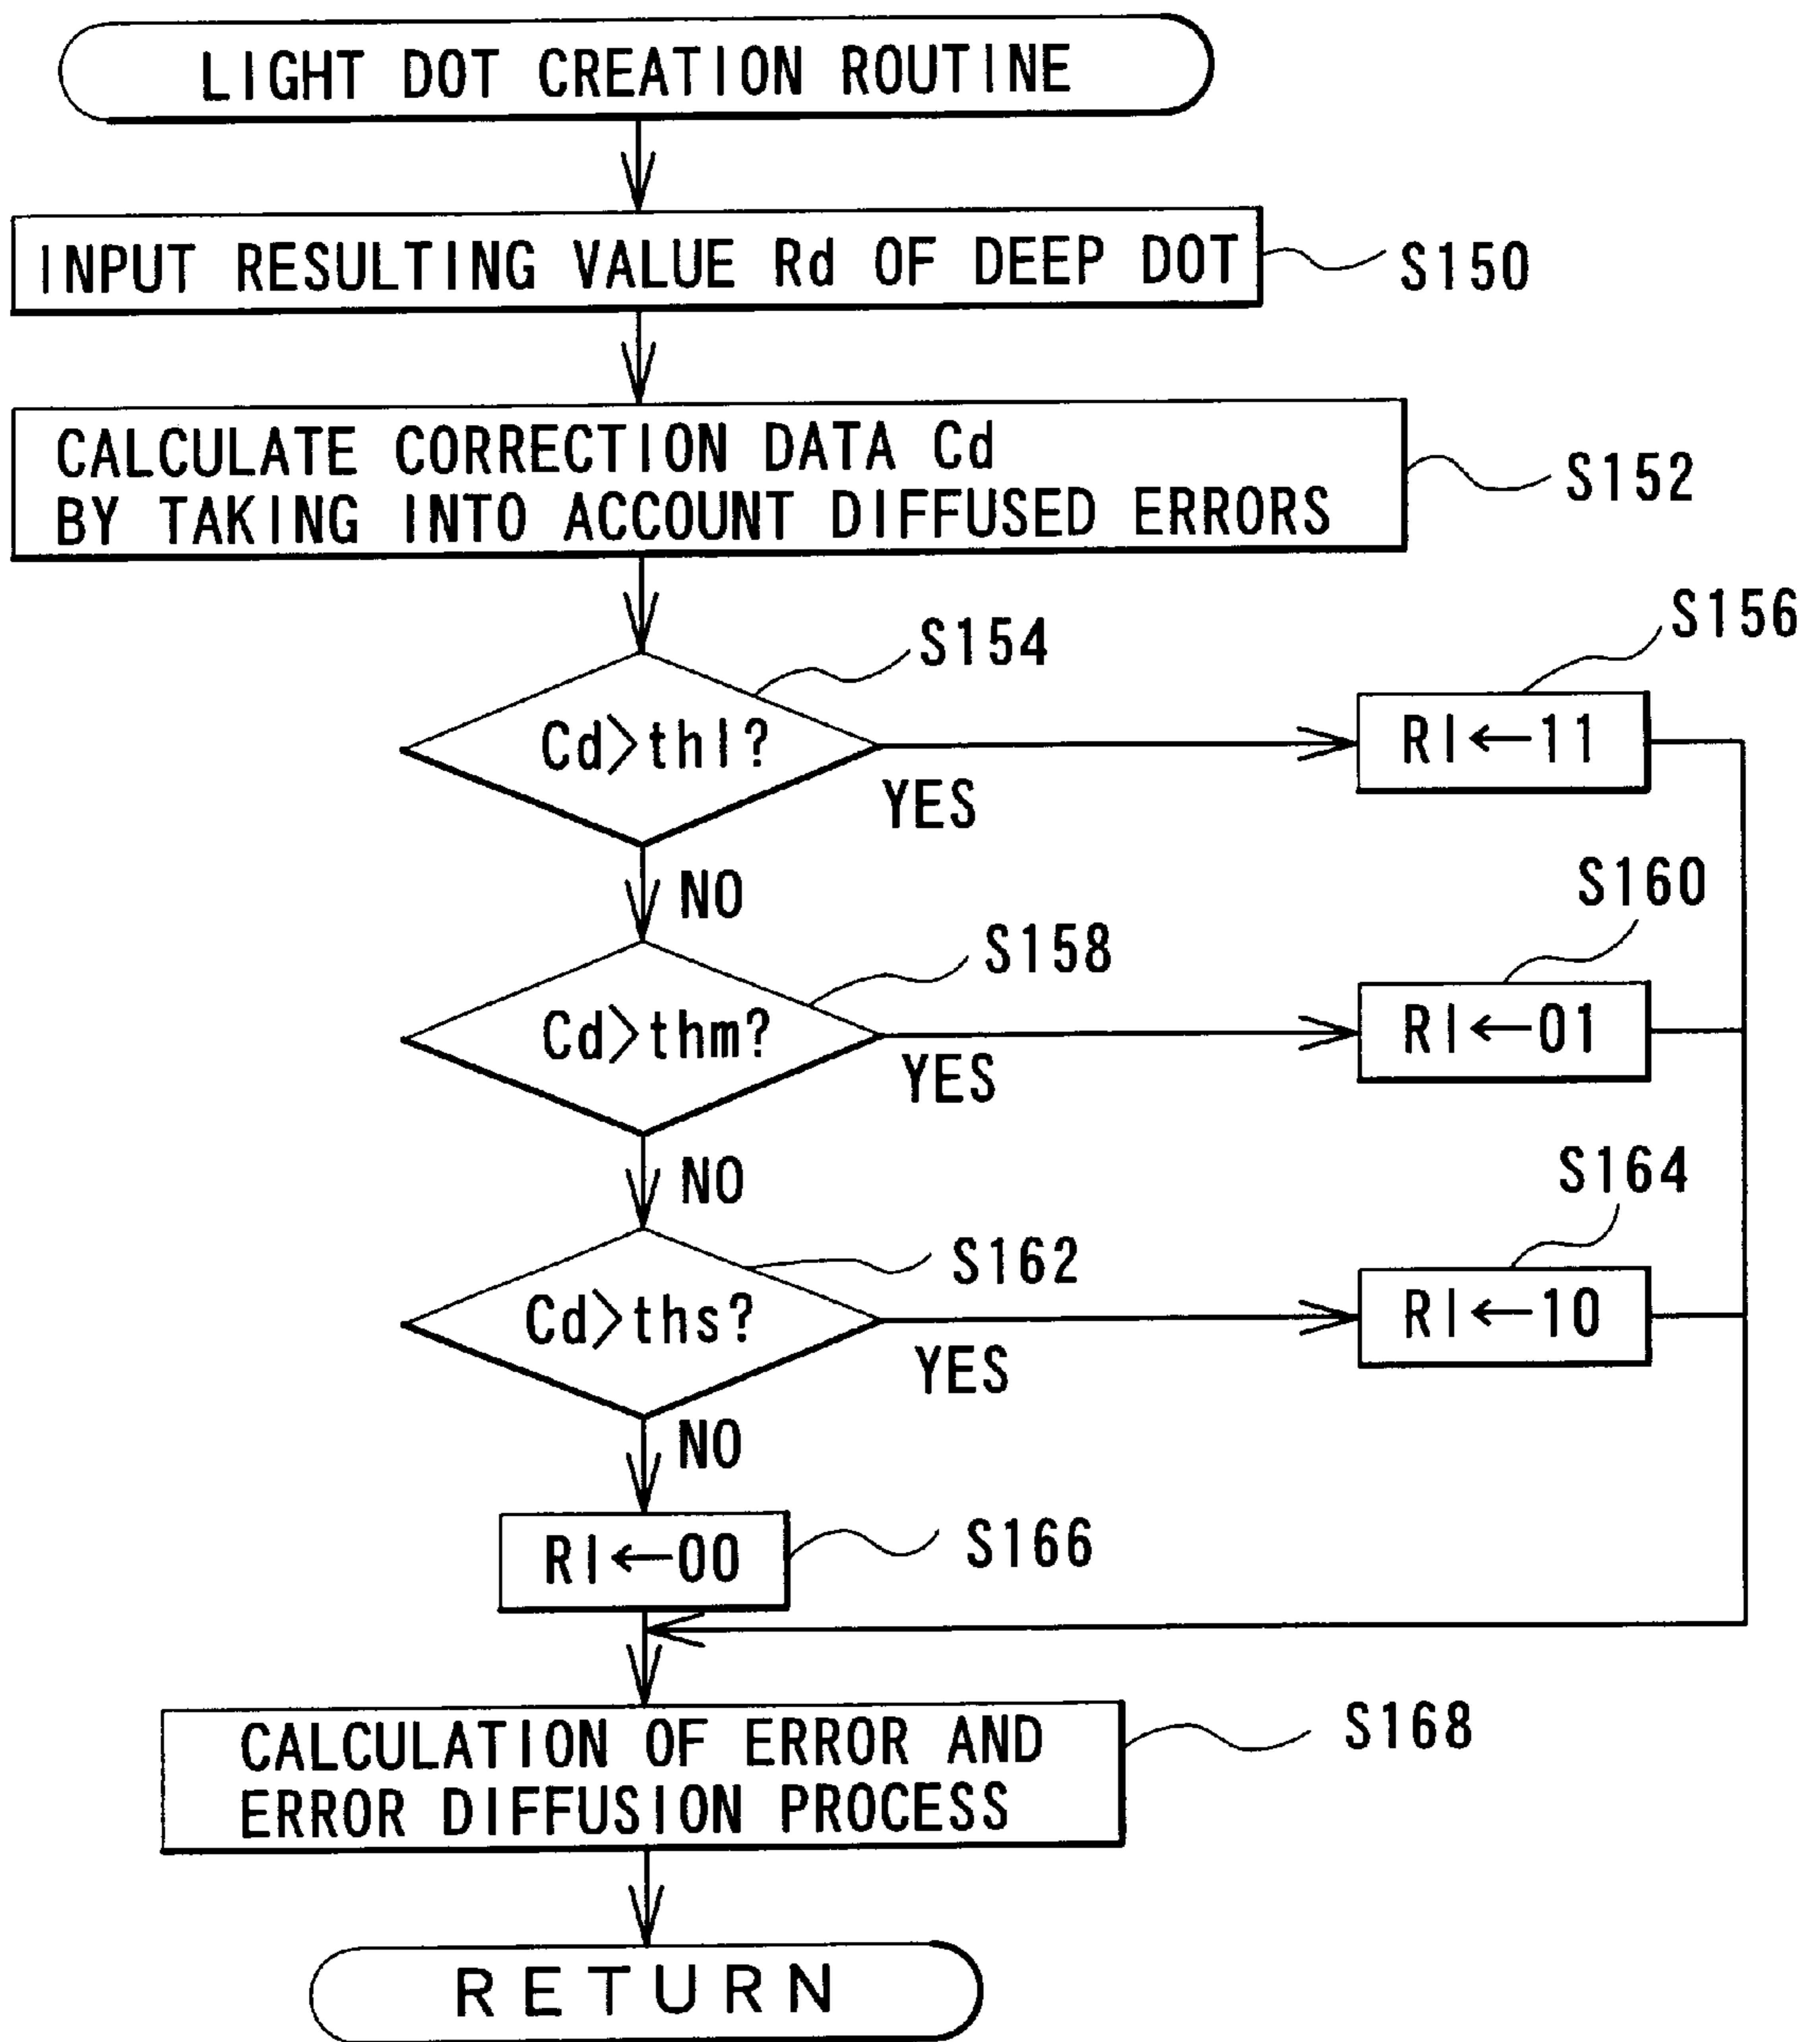 LIGHT DOT CREATION ROUTINE
INPUT RESULTING VALUE Rd OF DEEP DOT
S150
CALCULATE CORRECTION DATA Cd
BY TAKING INTO ACCOUNT DIFFUSED ERRORS
S152
S154
S156
Cd>thl?
YES
Rl←11
NO
S158
S160
Cd>thm?
YES
Rl←01
NO
S162
S164
Cd>ths?
YES
Rl←10
NO
Rl←00
S166
CALCULATION OF ERROR AND
ERROR DIFFUSION PROCESS
S168
RETURN